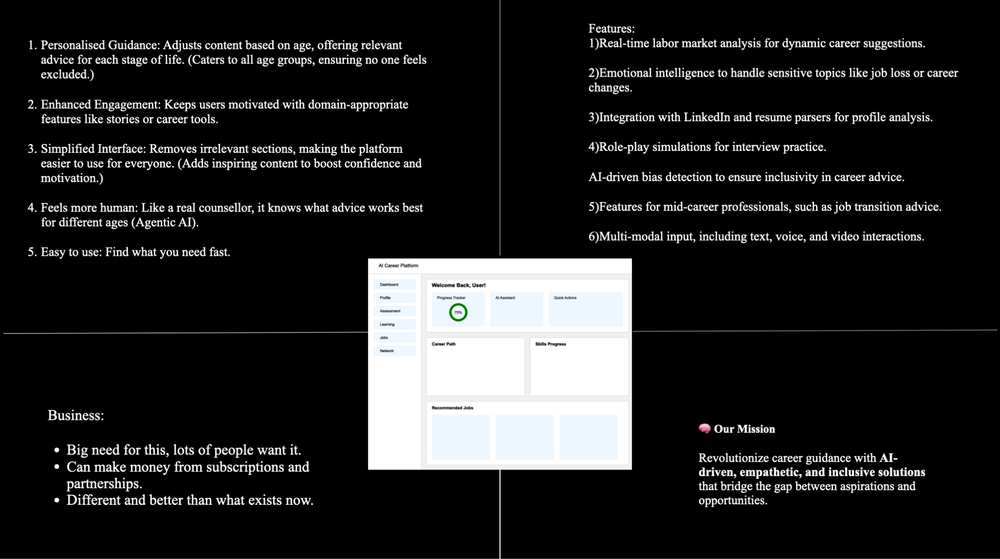 1. Personalised Guidance: Adjusts content based on age, offering relevant
advice for each stage of life. (Caters to all age groups, ensuring no one feels
excluded.)
2. Enhanced Engagement: Keeps users motivated with domain-appropriate
features like stories or career tools.
3. Simplified Interface: Removes irrelevant sections, making the platform
easier to use for everyone. (Adds inspiring content to boost confidence and
motivation.)
4. Feels more human: Like a real counsellor, it knows what advice works best
for different ages (Agentic AI).
5. Easy to use: Find what you need fast.
Features:
1)Real-time labor market analysis for dynamic career suggestions.
2)Emotional intelligence to handle sensitive topics like job loss or career
changes.
3)Integration with LinkedIn and resume parsers for profile analysis.
4)Role-play simulations for interview practice.
AI-driven bias detection to ensure inclusivity in career advice.
5)Features for mid-career professionals, such as job transition advice.
6)Multi-modal input, including text, voice, and video interactions.
AI Career Platform
Dashboard
Profile
Assessment
Learning
Jobs
Network
Welcome Back, User!
Progress Tracker
75%
AI Assistant
Quick Actions
Career Path
Skills Progress
Recommended Jobs
Business:
• Big need for this, lots of people want it.
• Can make money from subscriptions and
partnerships.
• Different and better than what exists now.
🧠 Our Mission
Revolutionize career guidance with AI-
driven, empathetic, and inclusive solutions
that bridge the gap between aspirations and
opportunities.